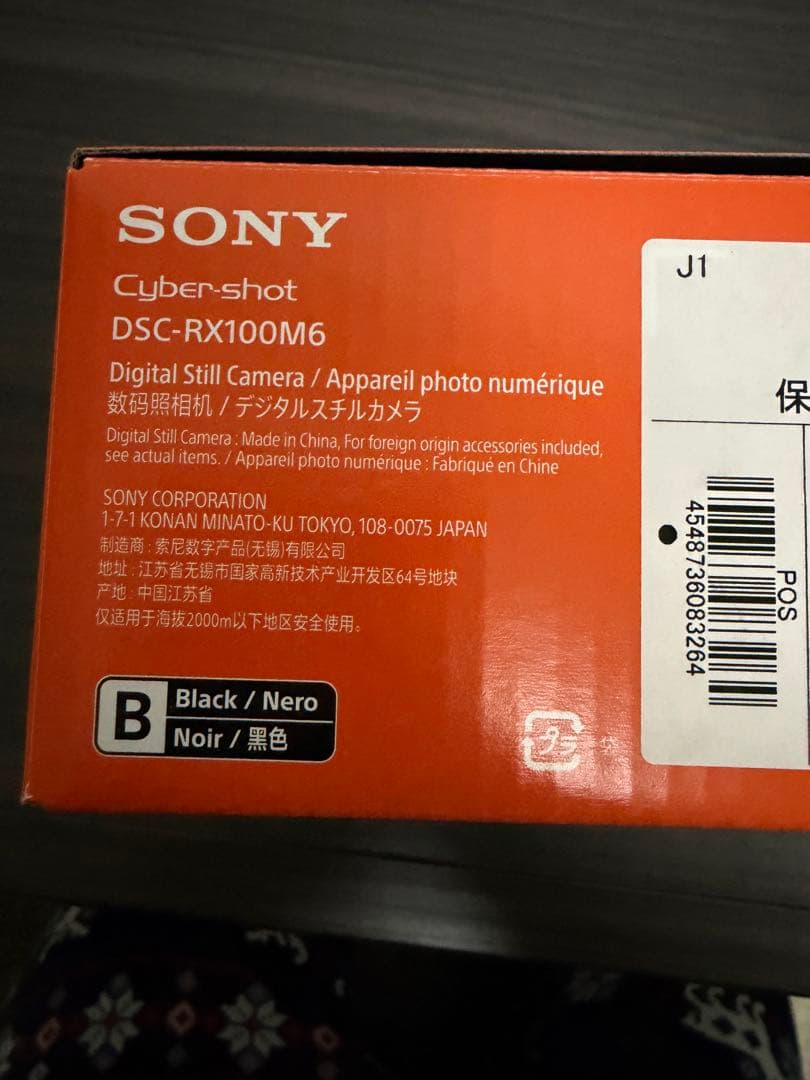 SONY
Cyber-shot
DSC-RX100M6
Digital Still Camera / Appareil photo numérique
数码照相机 / デジタルスチルカメラ
Digital Still Camera : Made in China, For foreign origin accessories included,
see actual items. / Appareil photo numérique : Fabriqué en Chine
SONY CORPORATION
1-7-1 KONAN MINATO-KU TOKYO, 108-0075 JAPAN
制造商 : 索尼数字产品(无锡)有限公司
地址 : 江苏省无锡市国家高新技术产业开发区64号地块
产地 : 中国江苏省
仅适用于海拔2000m以下地区安全使用。
B
Black / Nero
Noir / 黑色
プラ
袋
J1
保
4548736083264
POS